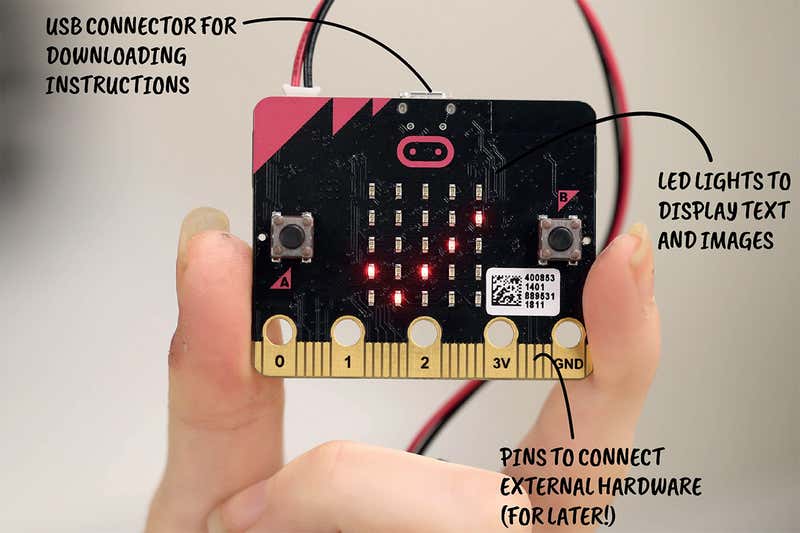 USB CONNECTOR FOR
DOWNLOADING
INSTRUCTIONS
LED LIGHTS TO
DISPLAY TEXT
AND IMAGES
B
A
400853
1401
889531
1811
0
1
2
3V
GND
PINS TO CONNECT
EXTERNAL HARDWARE
(FOR LATER!)